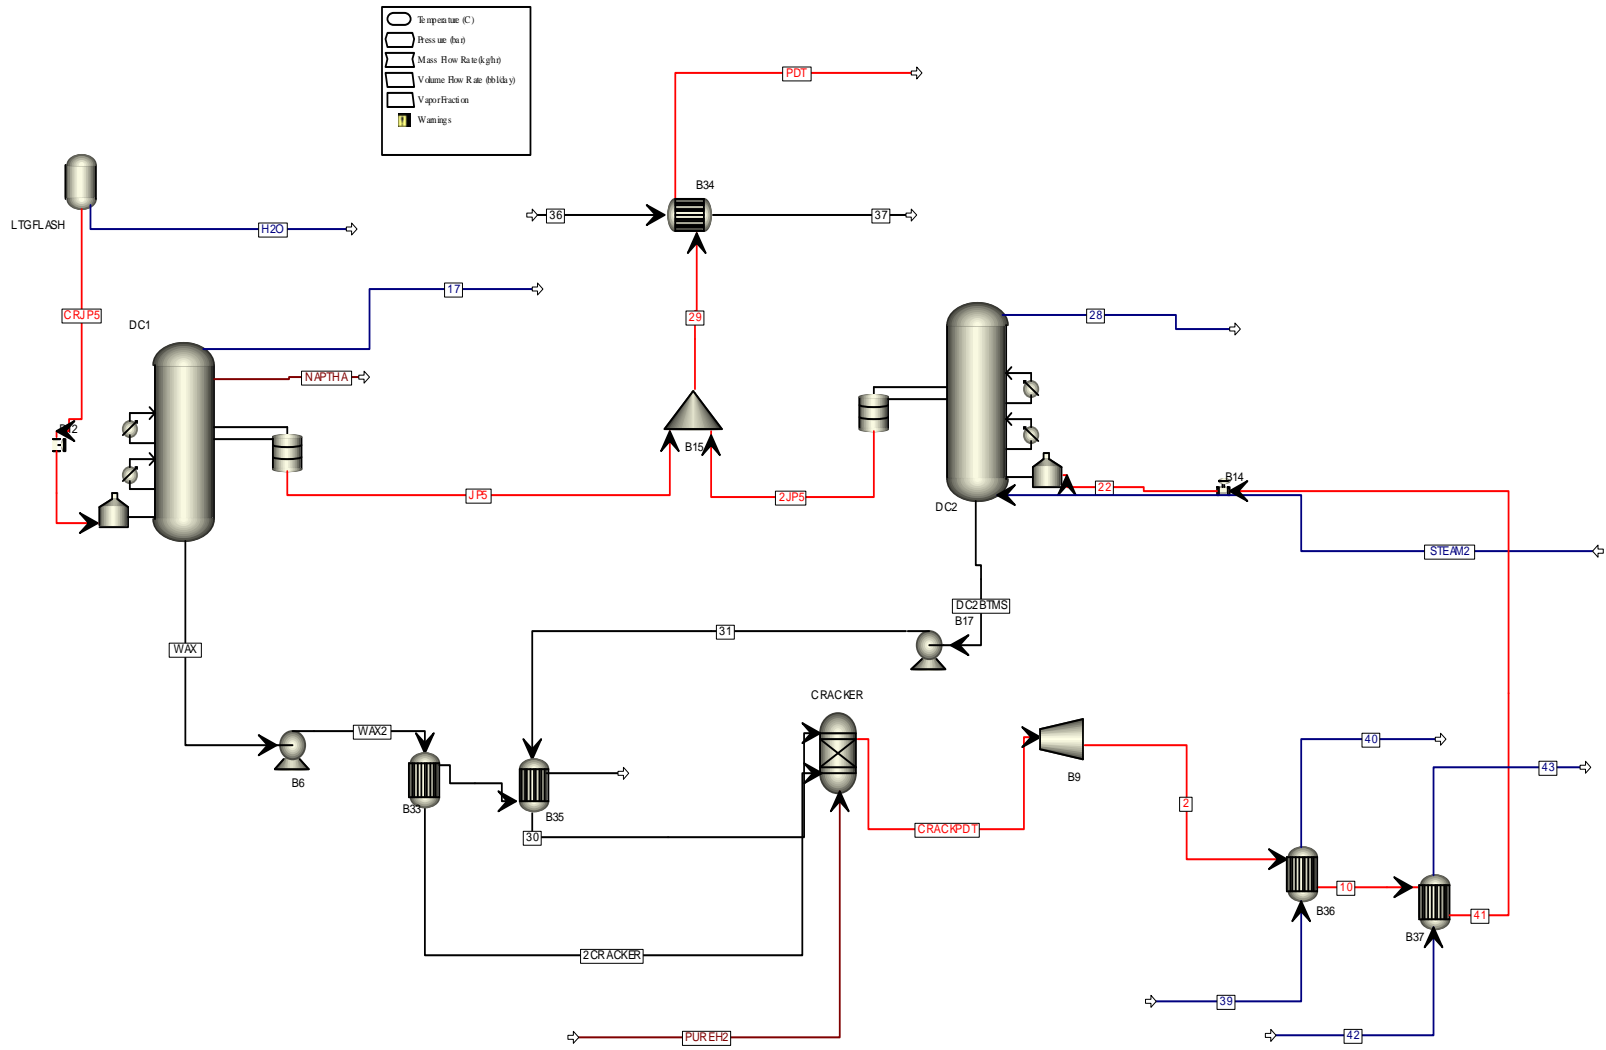 Temperature (C)
Pressure (bar)
Mass Flow Rate (kg/hr)
Volume Flow Rate (bbl/day)
Vapor Fraction
Warnings
PDT
B34
36
37
LTGFLASH
H2O
17
28
CRJP5
29
DC1
NAPTHA
B15
JP5
2JP5
22
B14
DC2
STEAM2
DC2BTMS
B17
31
WAX
CRACKER
WAX2
B6
B33
B35
30
B9
40
43
2
CRACKPDT
10
B36
41
B37
2CRACKER
39
42
PUREH2